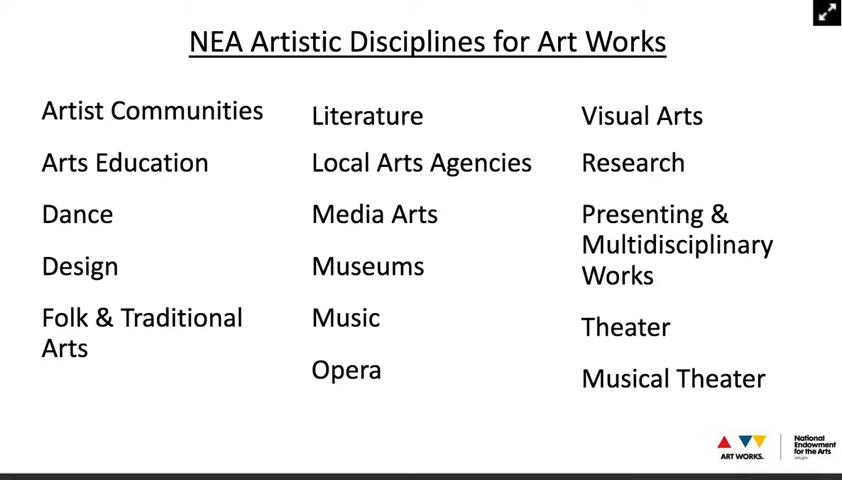 NEA Artistic Disciplines for Art Works
Artist Communities
Arts Education
Dance
Design
Folk & Traditional
Arts
Literature
Local Arts Agencies
Media Arts
Museums
Music
Opera
Visual Arts
Research
Presenting &
Multidisciplinary
Works
Theater
Musical Theater
ART WORKS.
National
Endowment
for the Arts